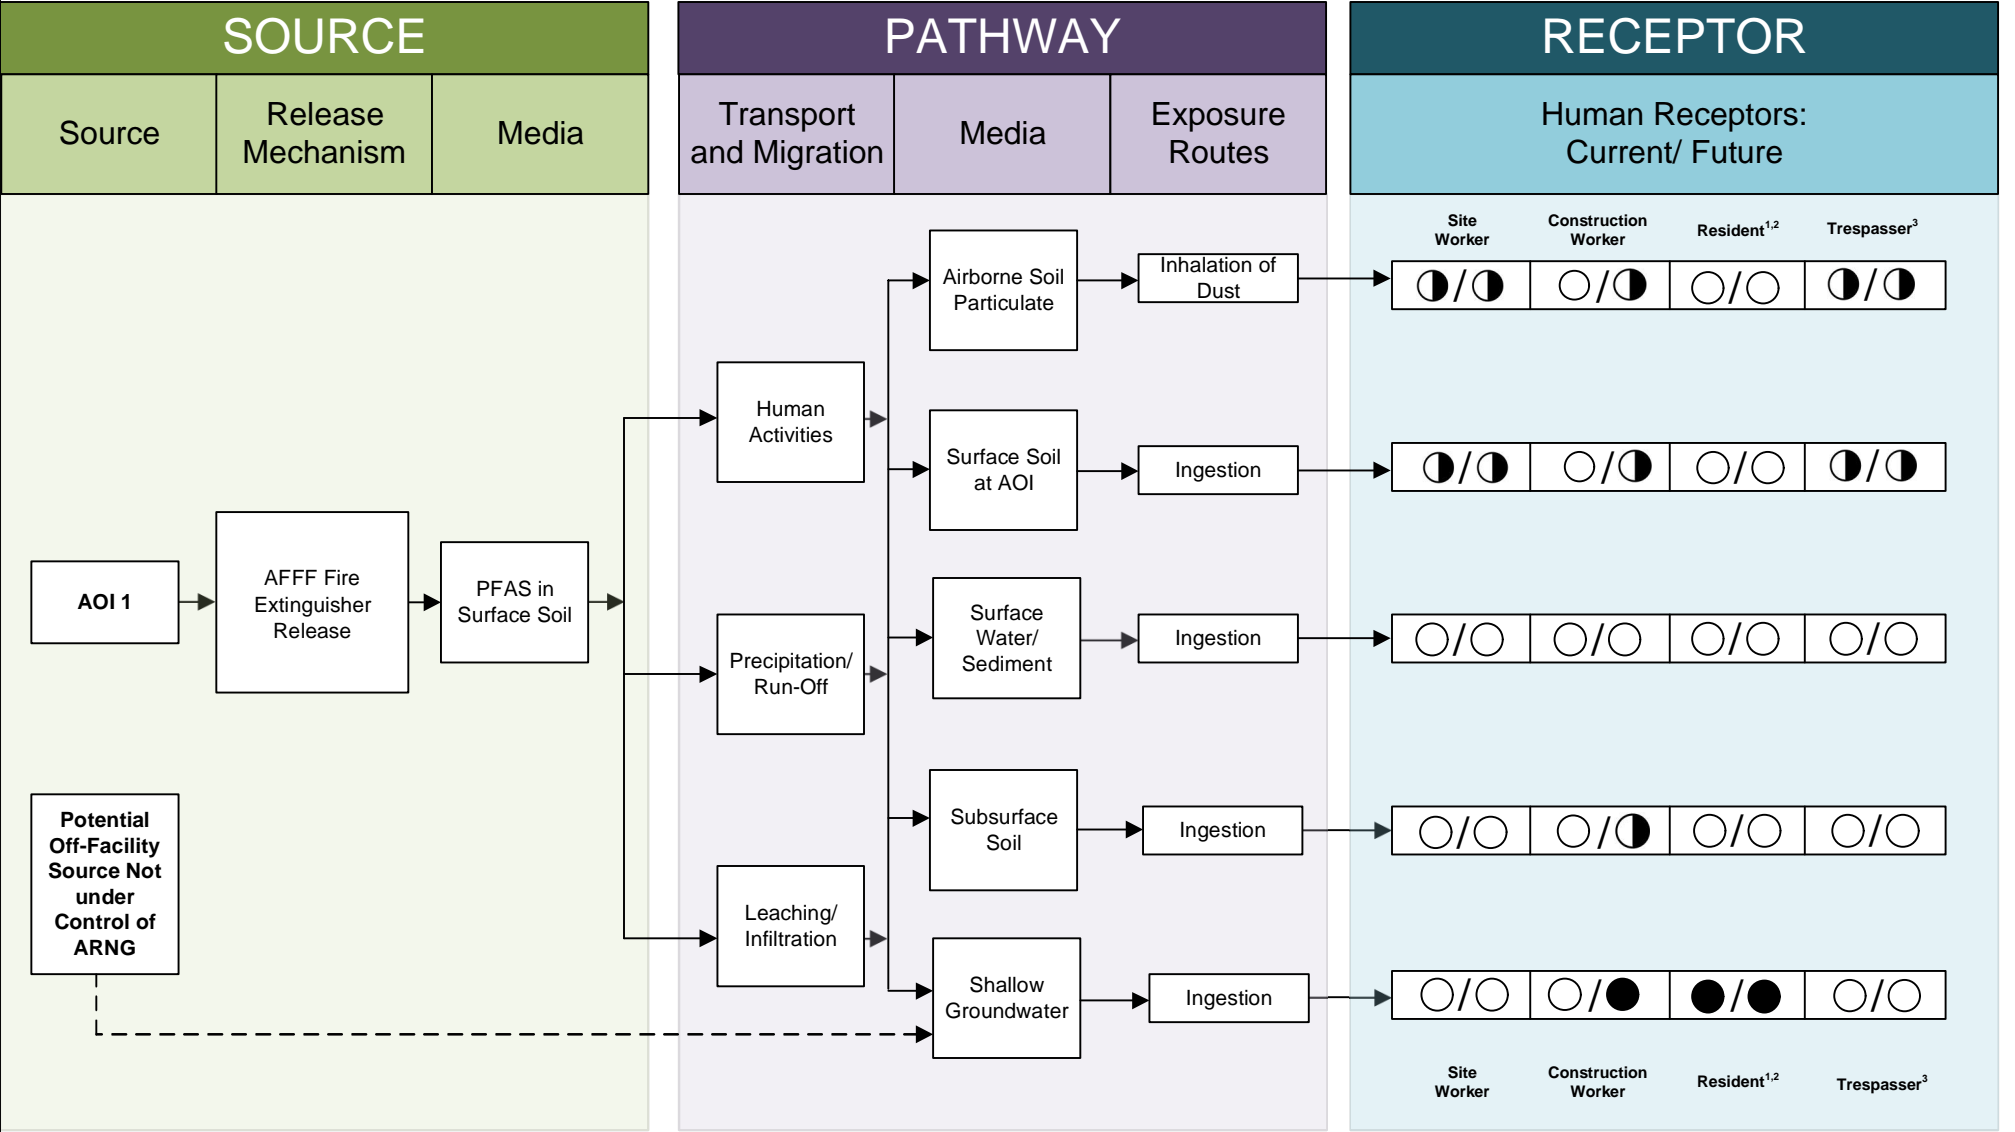 SOURCE
PATHWAY
RECEPTOR
Source
Release
Mechanism
Media
Transport
and Migration
Media
Exposure
Routes
Human Receptors:
Current/ Future
Site
Worker
Construction
Worker
Resident1,2
Trespasser3
Airborne Soil
Particulate
Inhalation of
Dust
/
/
/
/
Human
Activities
Surface Soil
at AOI
Ingestion
/
/
/
/
AOI 1
AFFF Fire
Extinguisher
Release
PFAS in
Surface Soil
Precipitation/
Run-Off
Surface
Water/
Sediment
Ingestion
/
/
/
/
Potential
Off-Facility
Source Not
under
Control of
ARNG
Leaching/
Infiltration
Subsurface
Soil
Ingestion
/
/
/
/
Shallow
Groundwater
Ingestion
/
/
/
/
Site
Worker
Construction
Worker
Resident1,2
Trespasser3